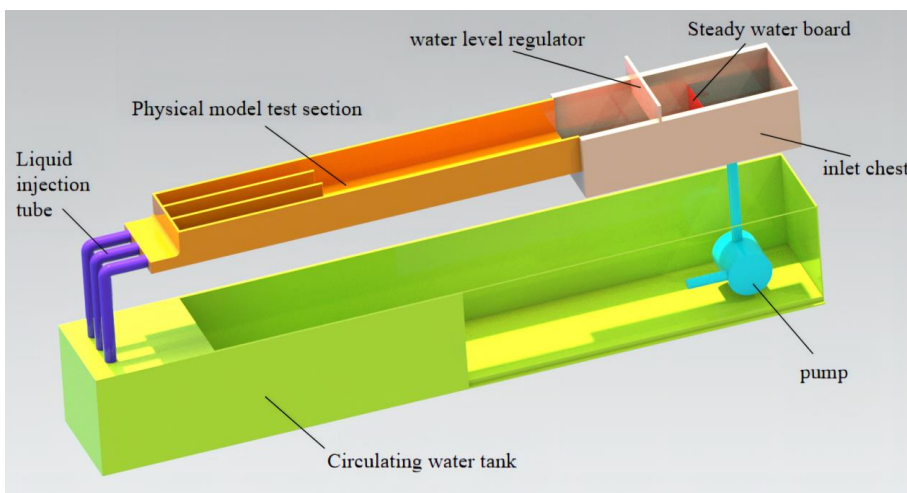 Steady water board
water level regulator
Physical model test section
Liquid
injection
tube
inlet chest
pump
Circulating water tank